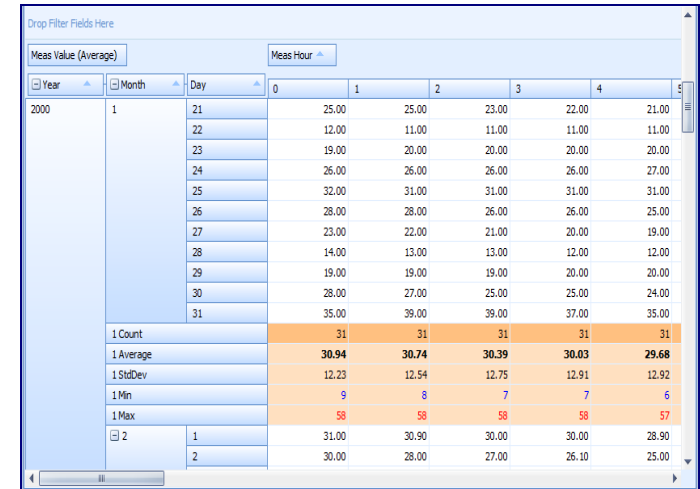 Drop Filter Fields Here
Meas Value (Average) Meas Hour
Year Month Day 0 1 2 3 4 5
2000 1 21 25.00 25.00 23.00 22.00 21.00
22 12.00 11.00 11.00 11.00 11.00
23 19.00 20.00 20.00 20.00 20.00
24 26.00 26.00 26.00 26.00 27.00
25 32.00 31.00 31.00 31.00 31.00
26 28.00 28.00 26.00 26.00 25.00
27 23.00 22.00 21.00 20.00 19.00
28 14.00 13.00 13.00 12.00 12.00
29 19.00 19.00 19.00 20.00 20.00
30 28.00 27.00 25.00 25.00 24.00
31 35.00 39.00 39.00 37.00 35.00
1 Count 31 31 31 31 31
1 Average 30.94 30.74 30.39 30.03 29.68
1 StdDev 12.23 12.54 12.75 12.91 12.92
1 Min 9 8 7 7 6
1 Max 58 58 58 58 57
2 1 31.00 30.90 30.00 30.00 28.90
2 30.00 28.00 27.00 26.10 25.00